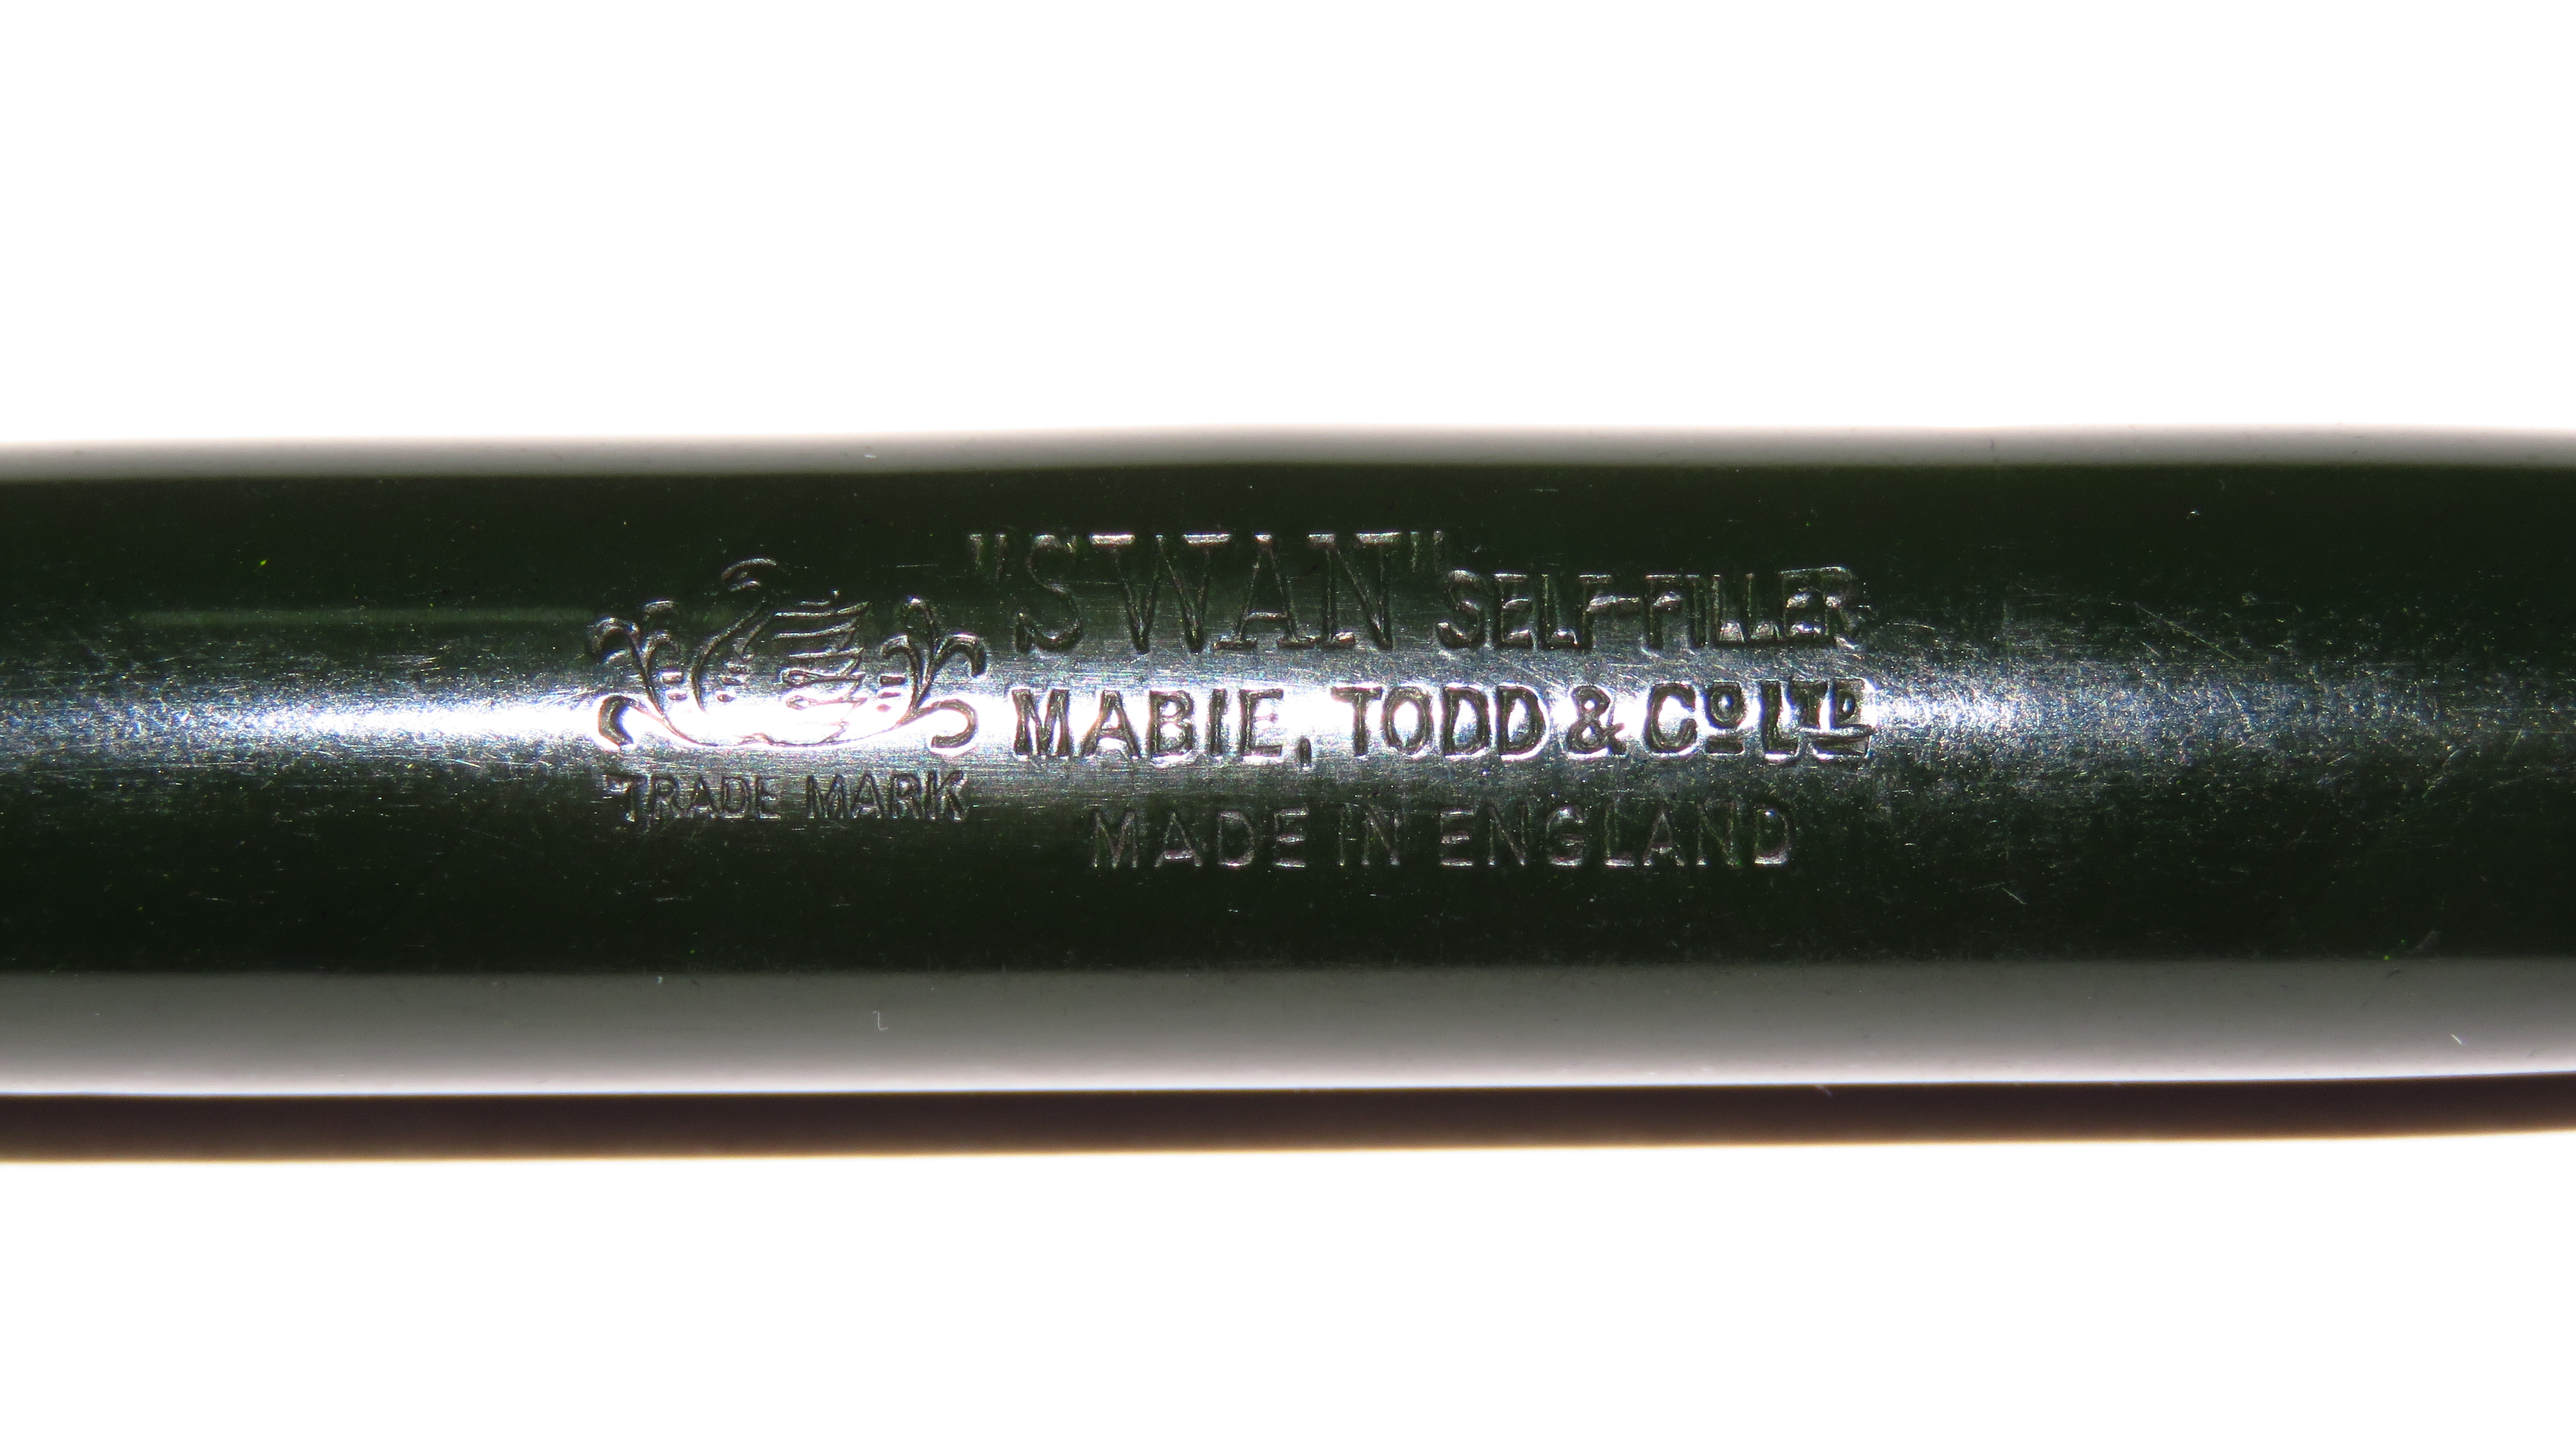 "SWAN" SELF-FILLER
MABIE, TODD & Cº LTD
MADE IN ENGLAND
TRADE MARK